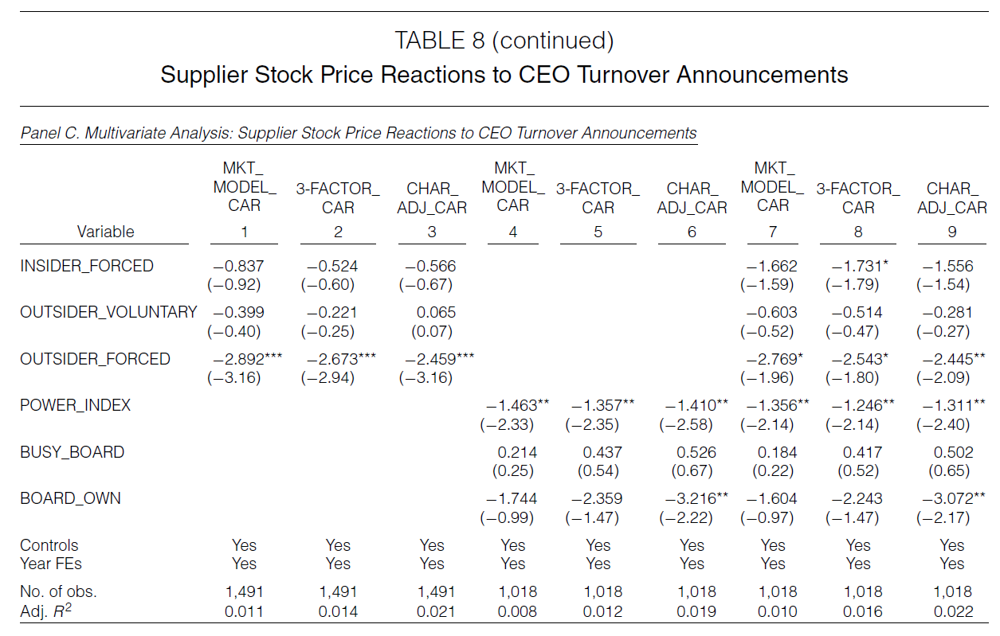 TABLE 8 (continued)
Supplier Stock Price Reactions to CEO Turnover Announcements
Panel C. Multivariate Analysis: Supplier Stock Price Reactions to CEO Turnover Announcements
MKT_ MKT_ MKT_
MODEL_ 3-FACTOR_ CHAR_ MODEL_ 3-FACTOR_ CHAR_ MODEL_ 3-FACTOR_ CHAR_
CAR CAR ADJ_CAR CAR CAR ADJ_CAR CAR CAR ADJ_CAR
Variable 1 2 3 4 5 6 7 8 9
INSIDER_FORCED −0.837 −0.524 −0.566 −1.662 −1.731* −1.556
(−0.92) (−0.60) (−0.67) (−1.59) (−1.79) (−1.54)
OUTSIDER_VOLUNTARY −0.399 −0.221 0.065 −0.603 −0.514 −0.281
(−0.40) (−0.25) (0.07) (−0.52) (−0.47) (−0.27)
OUTSIDER_FORCED −2.892*** −2.673*** −2.459*** −2.769* −2.543* −2.445**
(−3.16) (−2.94) (−3.16) (−1.96) (−1.80) (−2.09)
POWER_INDEX −1.463** −1.357** −1.410** −1.356** −1.246** −1.311**
(−2.33) (−2.35) (−2.58) (−2.14) (−2.14) (−2.40)
BUSY_BOARD 0.214 0.437 0.526 0.184 0.417 0.502
(0.25) (0.54) (0.67) (0.22) (0.52) (0.65)
BOARD_OWN −1.744 −2.359 −3.216** −1.604 −2.243 −3.072**
(−0.99) (−1.47) (−2.22) (−0.97) (−1.47) (−2.17)
Controls Yes Yes Yes Yes Yes Yes Yes Yes Yes
Year FEs Yes Yes Yes Yes Yes Yes Yes Yes Yes
No. of obs. 1,491 1,491 1,491 1,018 1,018 1,018 1,018 1,018 1,018
Adj. R² 0.011 0.014 0.021 0.008 0.012 0.019 0.010 0.016 0.022